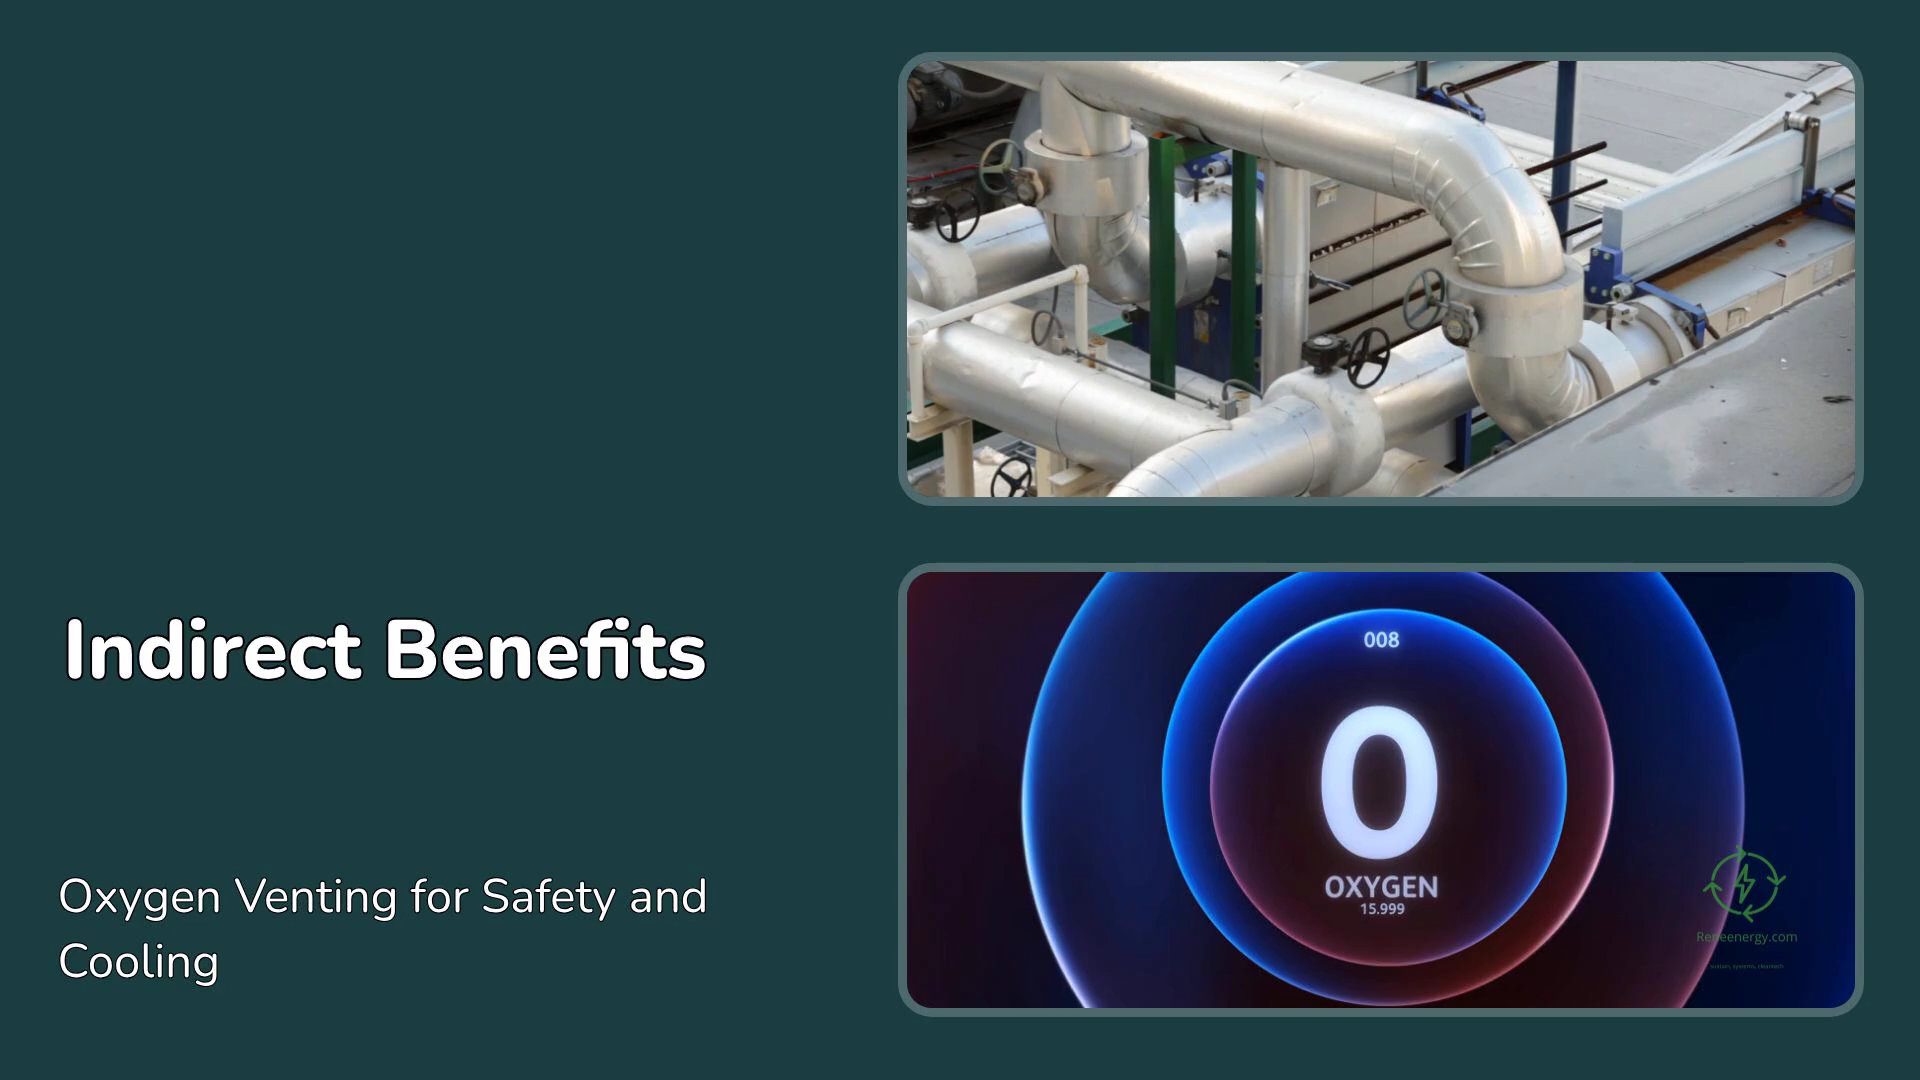 Indirect Benefits
Oxygen Venting for Safety and
Cooling
008
O
OXYGEN
15.999
Reneenergy.com